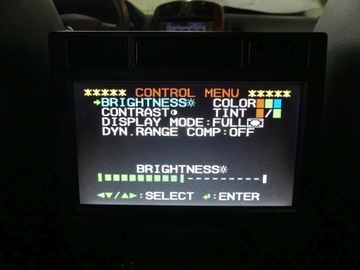 ***** CONTROL MENU *****
→BRIGHTNESS☼ COLOR
CONTRAST◑ TINT /
DISPLAY MODE:FULL
DYN.RANGE COMP:OFF
BRIGHTNESS☼
◀▼/▲▶:SELECT ↵:ENTER